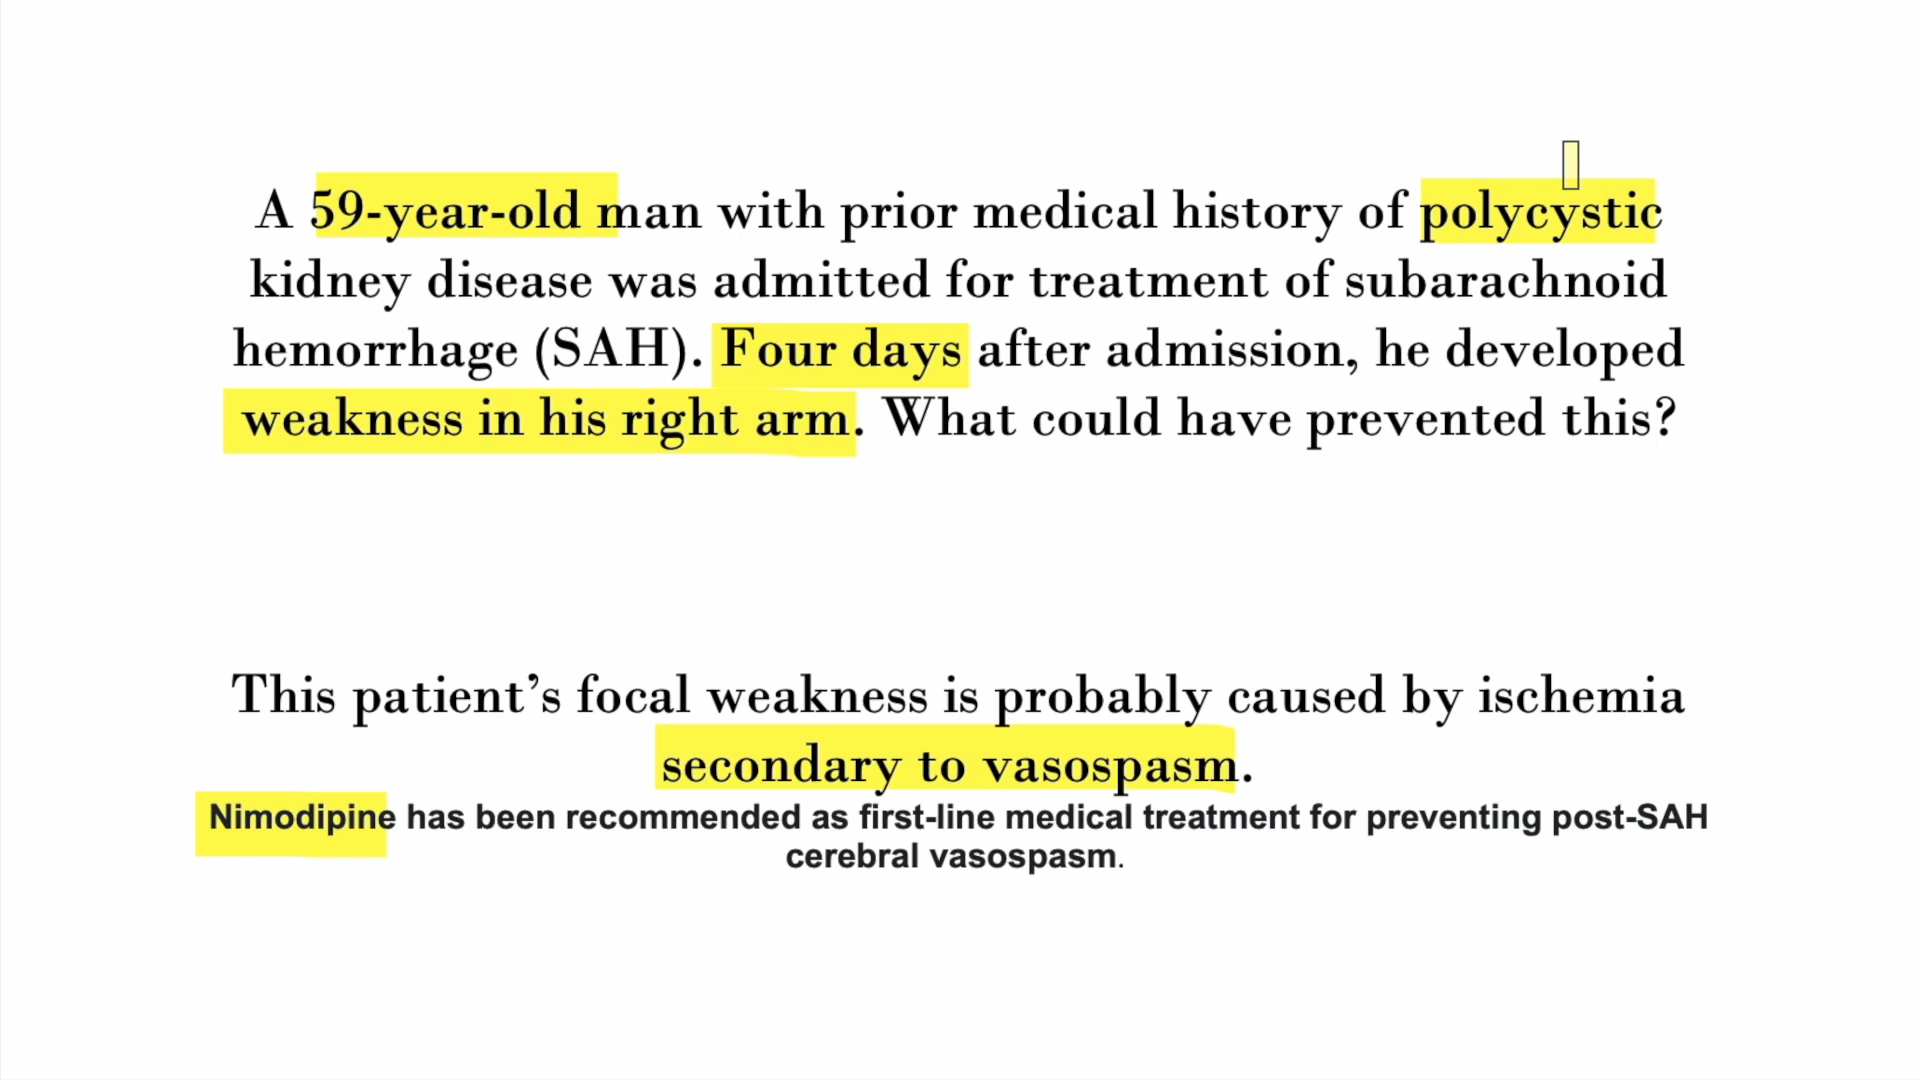 A 59-year-old man with prior medical history of polycystic
kidney disease was admitted for treatment of subarachnoid
hemorrhage (SAH). Four days after admission, he developed
weakness in his right arm. What could have prevented this?
This patient’s focal weakness is probably caused by ischemia
secondary to vasospasm.
Nimodipine has been recommended as first-line medical treatment for preventing post-SAH
cerebral vasospasm.